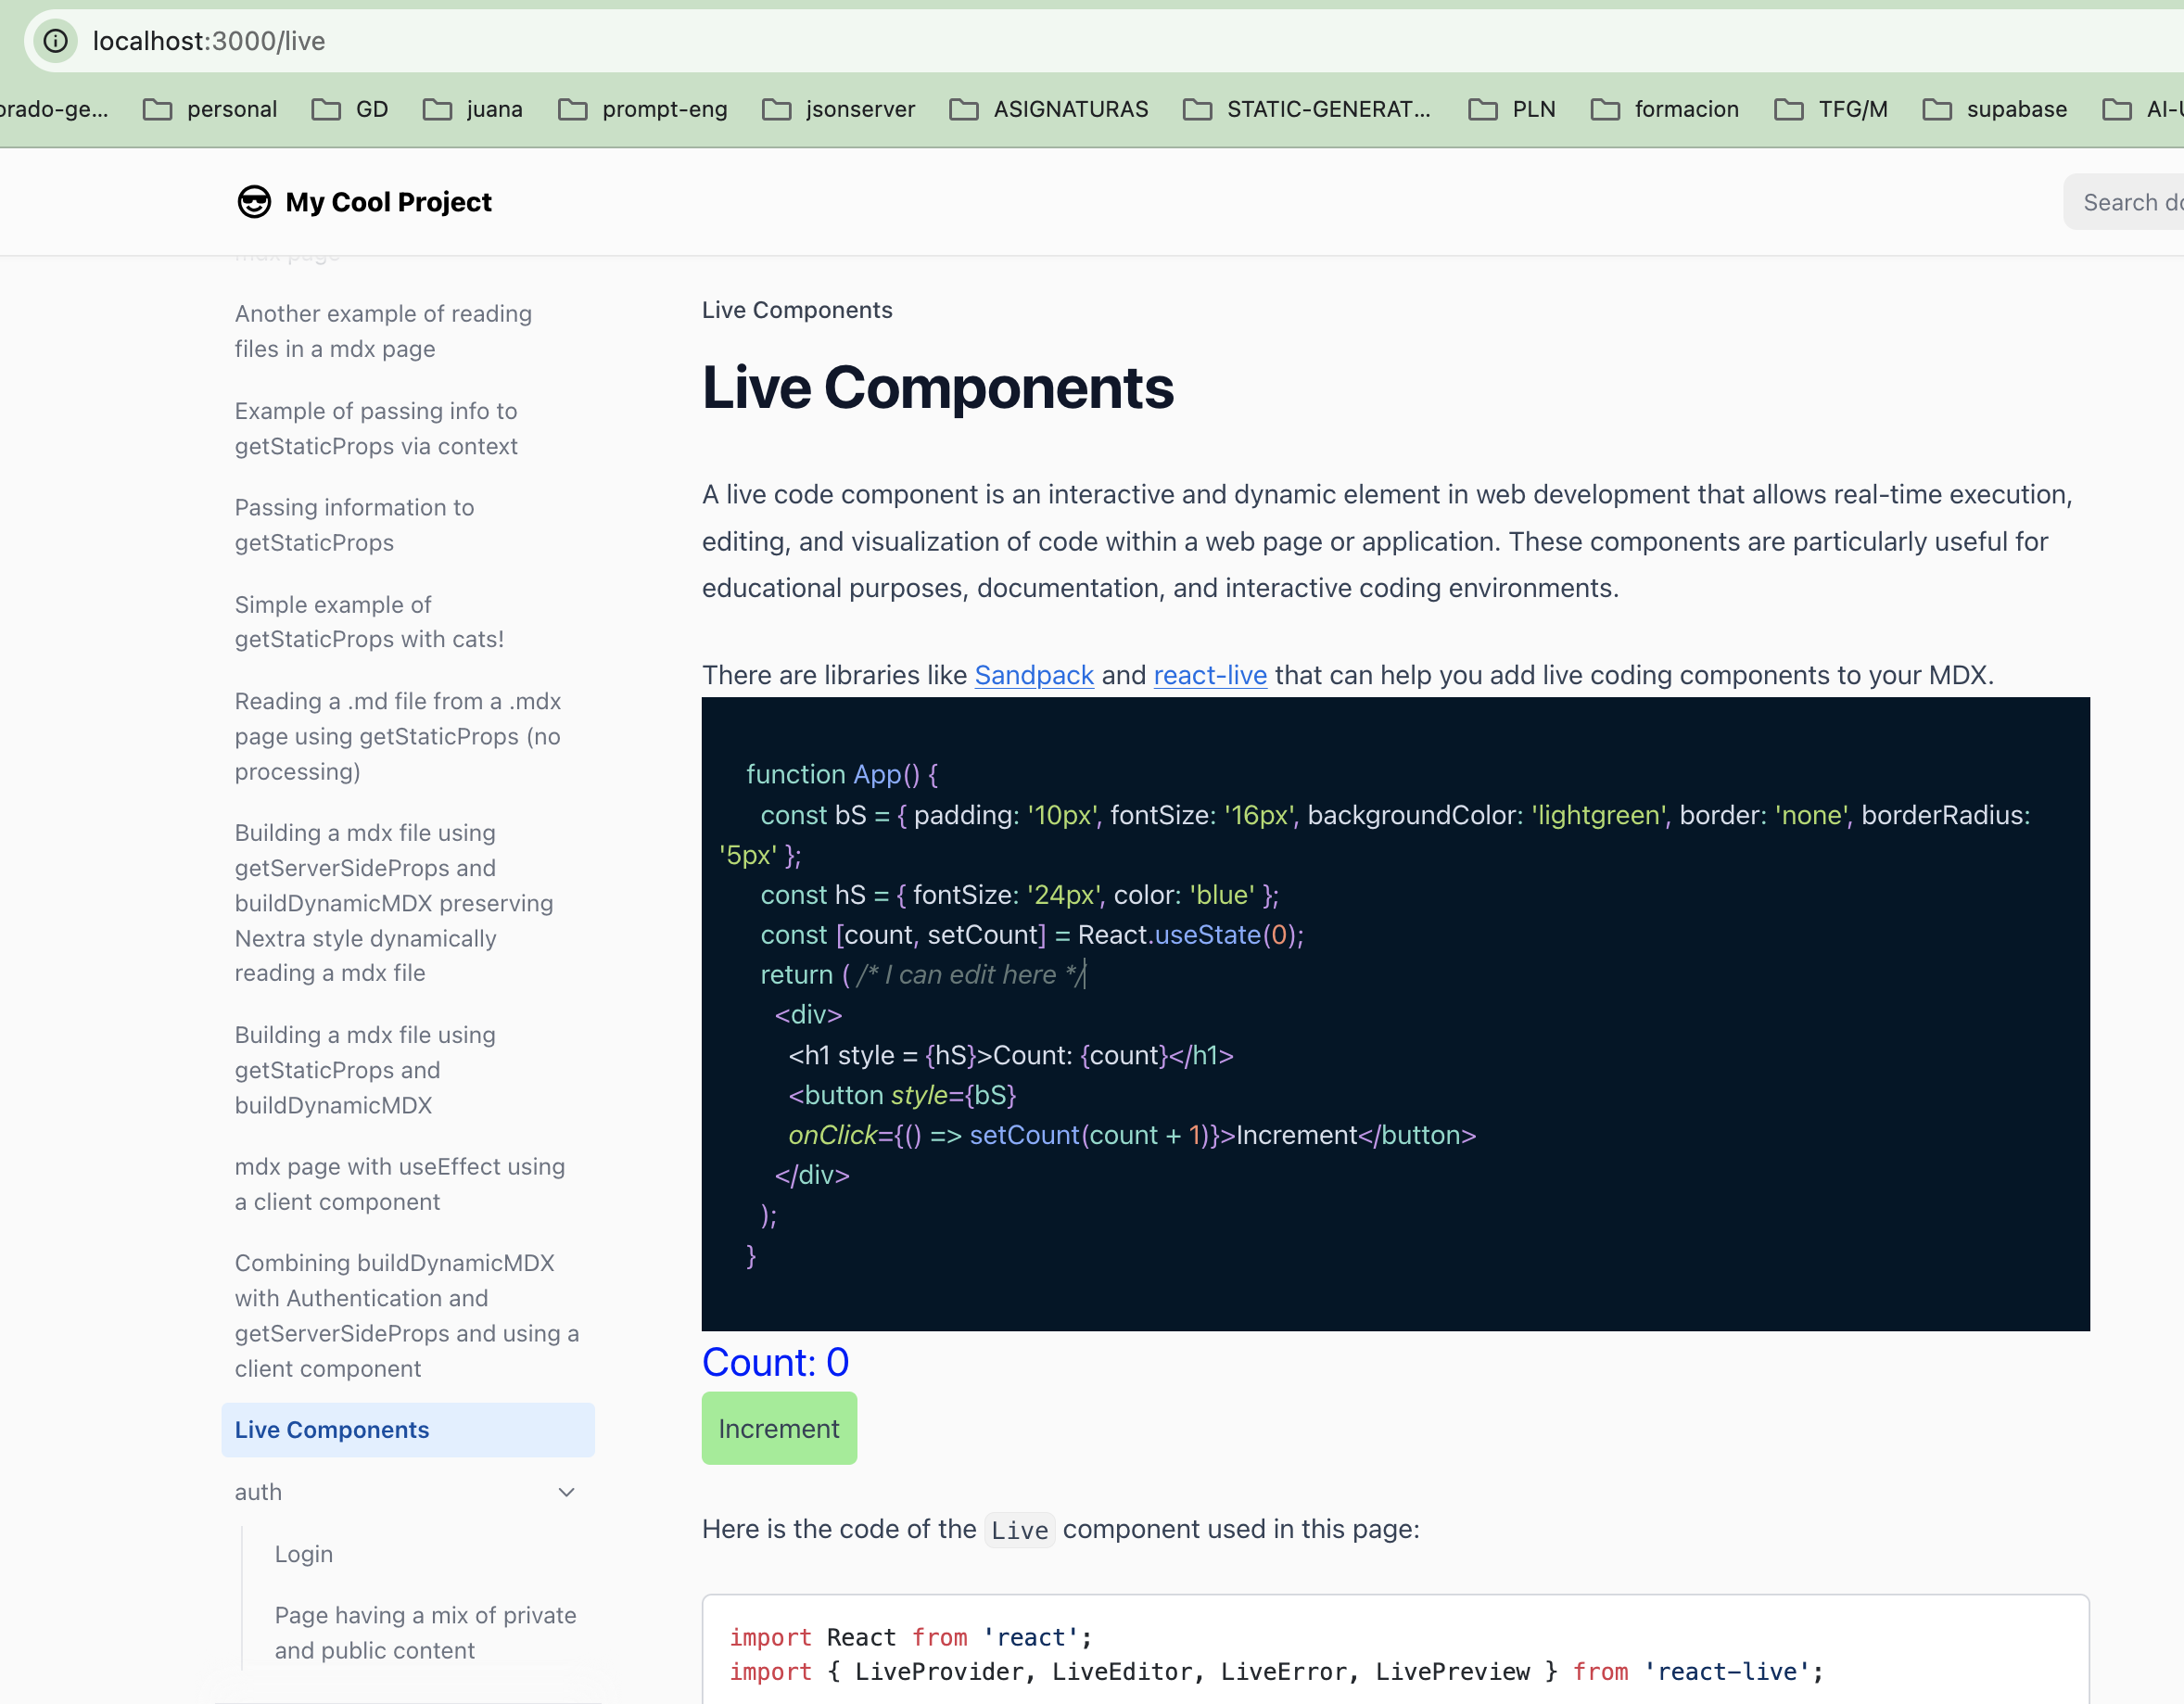 localhost:3000/live
orado-ge...
personal
GD
juana
prompt-eng
jsonserver
ASIGNATURAS
STATIC-GENERAT...
PLN
formacion
TFG/M
supabase
My Cool Project
Search
mdx page
Another example of reading
files in a mdx page
Example of passing info to
getStaticProps via context
Passing information to
getStaticProps
Simple example of
getStaticProps with cats!
Reading a .md file from a .mdx
page using getStaticProps (no
processing)
Building a mdx file using
getServerSideProps and
buildDynamicMDX preserving
Nextra style dynamically
reading a mdx file
Building a mdx file using
getStaticProps and
buildDynamicMDX
mdx page with useEffect using
a client component
Combining buildDynamicMDX
with Authentication and
getServerSideProps and using a
client component
Live Components
auth
Login
Page having a mix of private
and public content
Live Components
Live Components
A live code component is an interactive and dynamic element in web development that allows real-time execution,
editing, and visualization of code within a web page or application. These components are particularly useful for
educational purposes, documentation, and interactive coding environments.
There are libraries like Sandpack and react-live that can help you add live coding components to your MDX.
function App() {
const bS = { padding: '10px', fontSize: '16px', backgroundColor: 'lightgreen', border: 'none', borderRadius:
'5px' };
const hS = { fontSize: '24px', color: 'blue' };
const [count, setCount] = React.useState(0);
return ( /* I can edit here */
<div>
<h1 style = {hS}>Count: {count}</h1>
<button style={bS}
onClick={() => setCount(count + 1)}>Increment</button>
</div>
);
}
Count: 0
Increment
Here is the code of the Live component used in this page:
import React from 'react';
import { LiveProvider, LiveEditor, LiveError, LivePreview } from 'react-live';